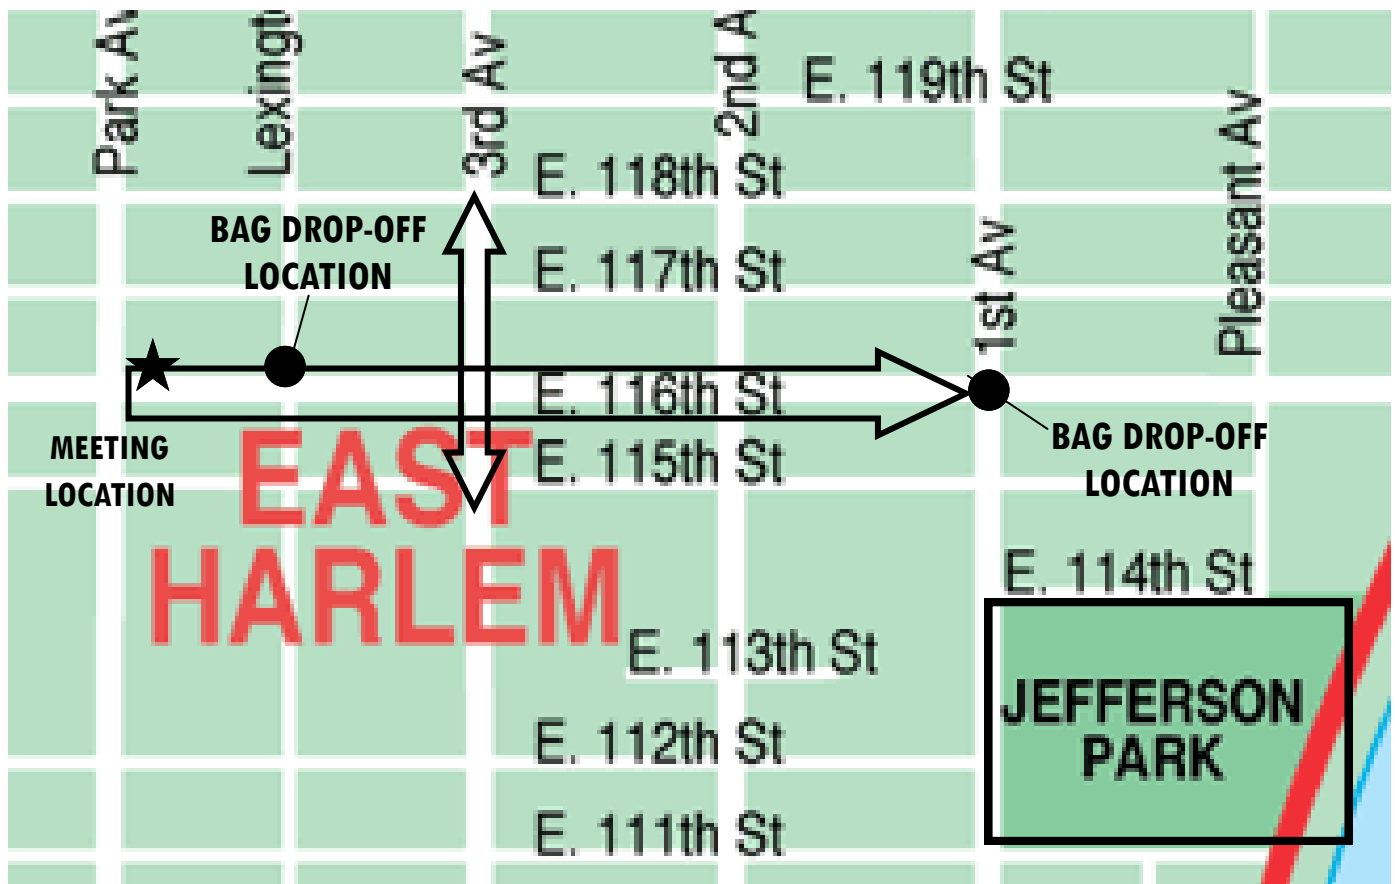 Park Av
Lexingt
3rd Av
2nd A
E. 119th St
Pleasant Av
E. 118th St
BAG DROP-OFF
LOCATION
E. 117th St
1st Av
E. 116th St
MEETING
LOCATION
EAST
HARLEM
E. 115th St
BAG DROP-OFF
LOCATION
E. 114th St
E. 113th St
JEFFERSON
PARK
E. 112th St
E. 111th St